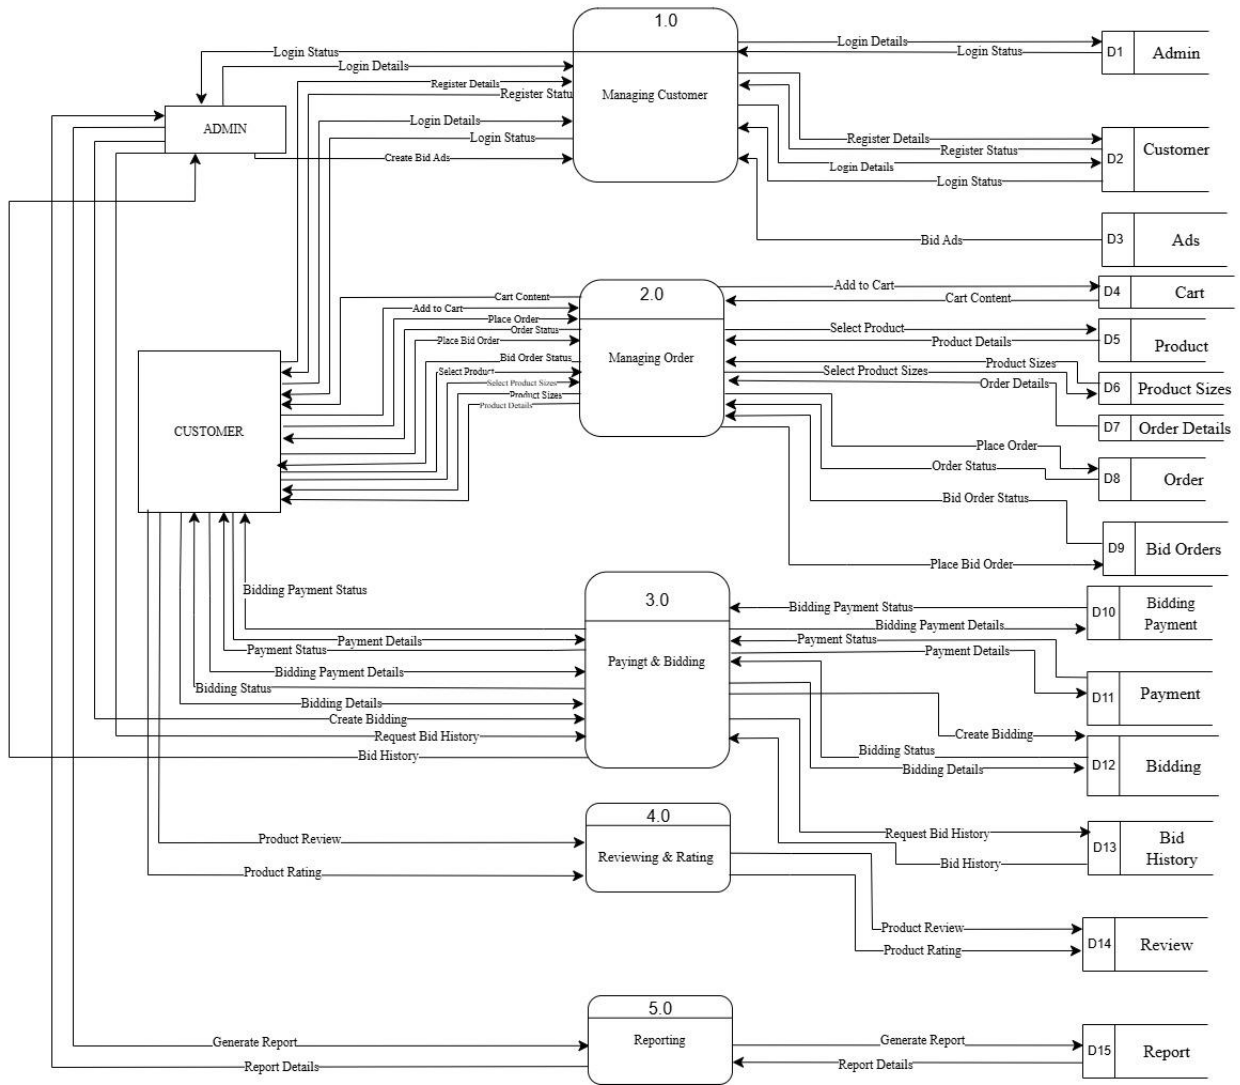 1.0
Managing Customer
Login Status
Login Details
Register Details
Register Statu
Login Details
Login Status
Create Bid Ads
ADMIN
Login Details
Login Status
D1 Admin
Register Details
Register Status
Login Details
Login Status
D2 Customer
Bid Ads
D3 Ads
2.0
Managing Order
Cart Content
Add to Cart
Place Order
Order Status
Place Bid Order
Bid Order Status
Select Product
Select Product Sizes
Product Sizes
Product Details
CUSTOMER
Add to Cart
Cart Content
D4 Cart
Select Product
Product Details
D5 Product
Product Sizes
Select Product Sizes
D6 Product Sizes
Order Details
D7 Order Details
Place Order
Order Status
D8 Order
Bid Order Status
Place Bid Order
D9 Bid Orders
3.0
Payingt & Bidding
Bidding Payment Status
Payment Details
Payment Status
Bidding Payment Details
Bidding Status
Bidding Details
Create Bidding
Request Bid History
Bid History
Bidding Payment Status
Bidding Payment Details
D10 Bidding
Payment
Payment Status
Payment Details
D11 Payment
Create Bidding
Bidding Status
Bidding Details
D12 Bidding
Request Bid History
Bid History
D13 Bid
History
4.0
Reviewing & Rating
Product Review
Product Rating
Product Review
Product Rating
D14 Review
5.0
Reporting
Generate Report
Report Details
Generate Report
Report Details
D15 Report